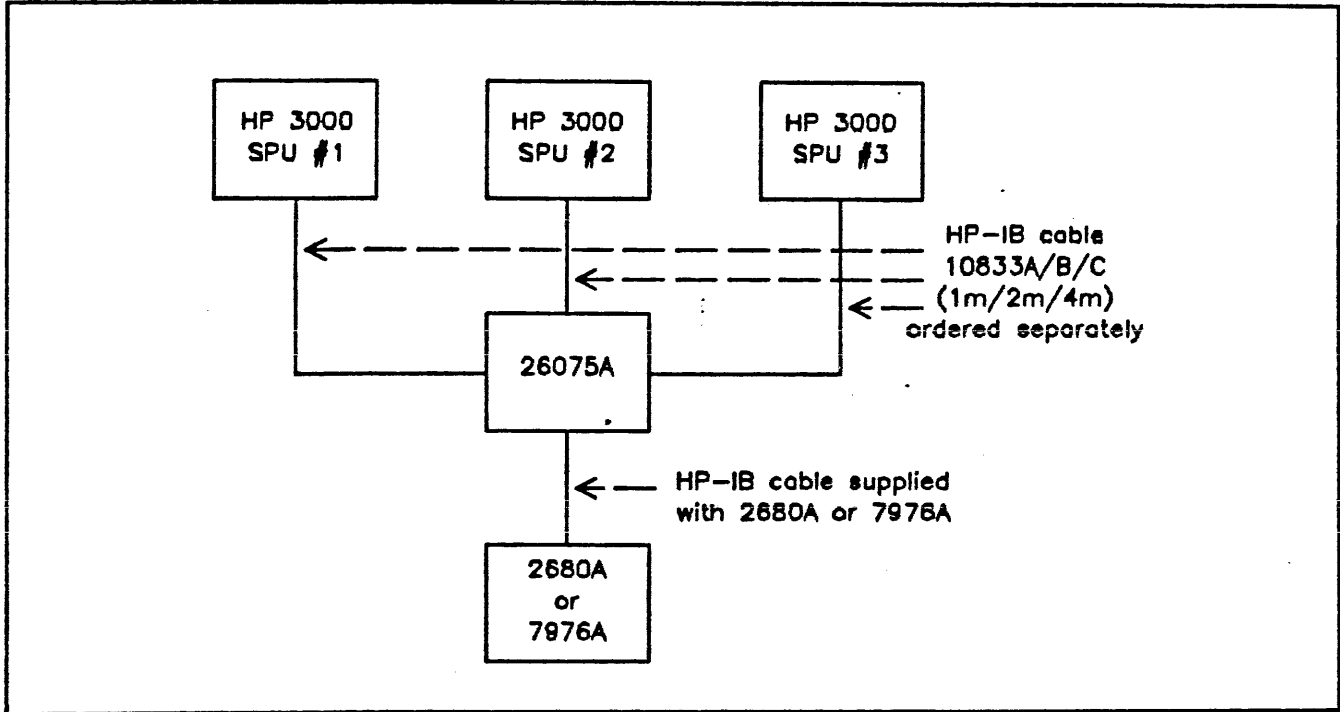 HP 3000
SPU #1
HP 3000
SPU #2
HP 3000
SPU #3
HP-IB cable
10833A/B/C
(1m/2m/4m)
ordered separately
26075A
HP-IB cable supplied
with 2680A or 7976A
2680A
or
7976A